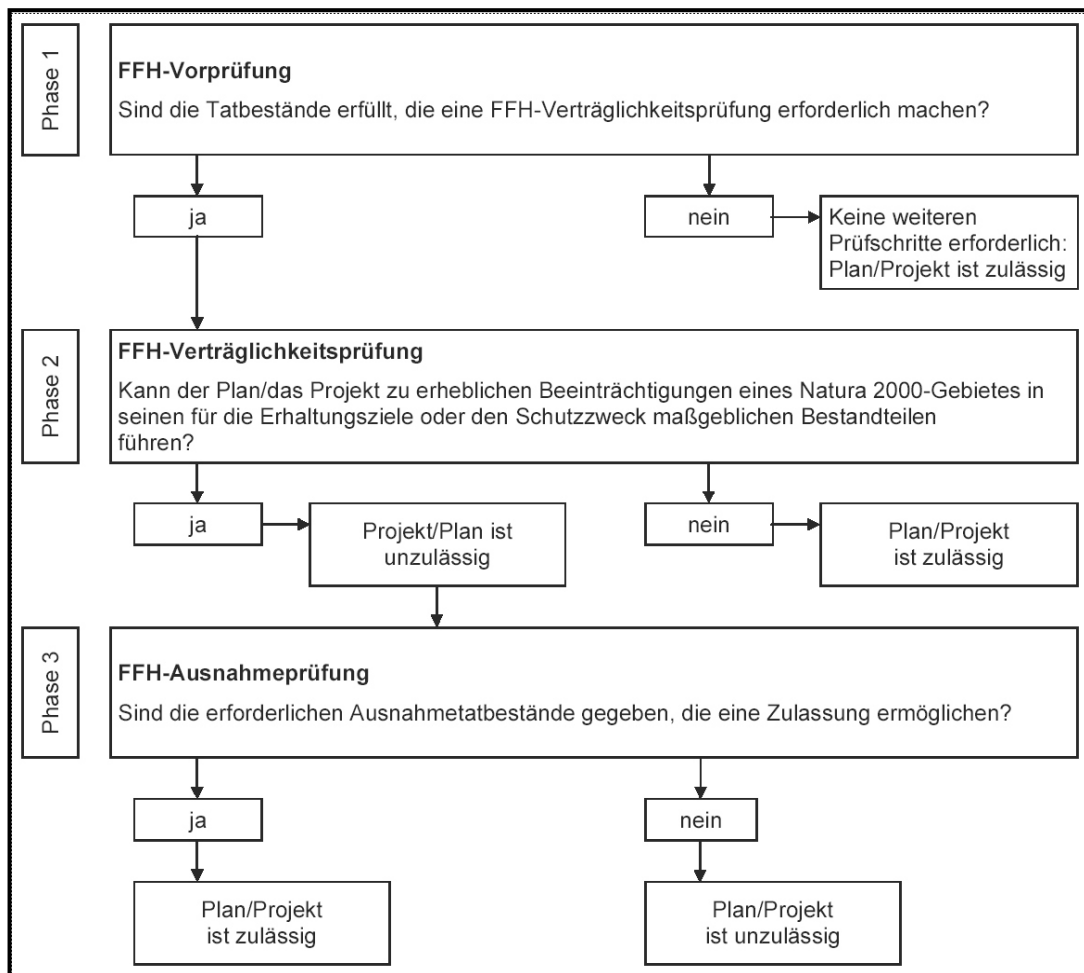 Phase 1
FFH-Vorprüfung
Sind die Tatbestände erfüllt, die eine FFH-Verträglichkeitsprüfung erforderlich machen?
ja
nein
Keine weiteren
Prüfschritte erforderlich:
Plan/Projekt ist zulässig
Phase 2
FFH-Verträglichkeitsprüfung
Kann der Plan/das Projekt zu erheblichen Beeinträchtigungen eines Natura 2000-Gebietes in
seinen für die Erhaltungsziele oder den Schutzzweck maßgeblichen Bestandteilen
führen?
ja
Projekt/Plan ist
unzulässig
nein
Plan/Projekt
ist zulässig
Phase 3
FFH-Ausnahmeprüfung
Sind die erforderlichen Ausnahmetatbestände gegeben, die eine Zulassung ermöglichen?
ja
nein
Plan/Projekt
ist zulässig
Plan/Projekt
ist unzulässig